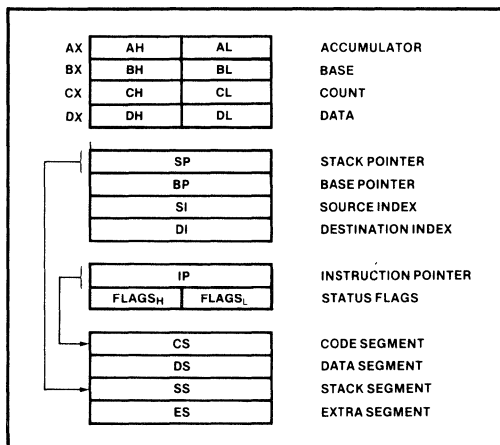 AX AH AL ACCUMULATOR
BX BH BL BASE
CX CH CL COUNT
DX DH DL DATA
SP STACK POINTER
BP BASE POINTER
SI SOURCE INDEX
DI DESTINATION INDEX
IP INSTRUCTION POINTER
FLAGSH FLAGSL STATUS FLAGS
CS CODE SEGMENT
DS DATA SEGMENT
SS STACK SEGMENT
ES EXTRA SEGMENT